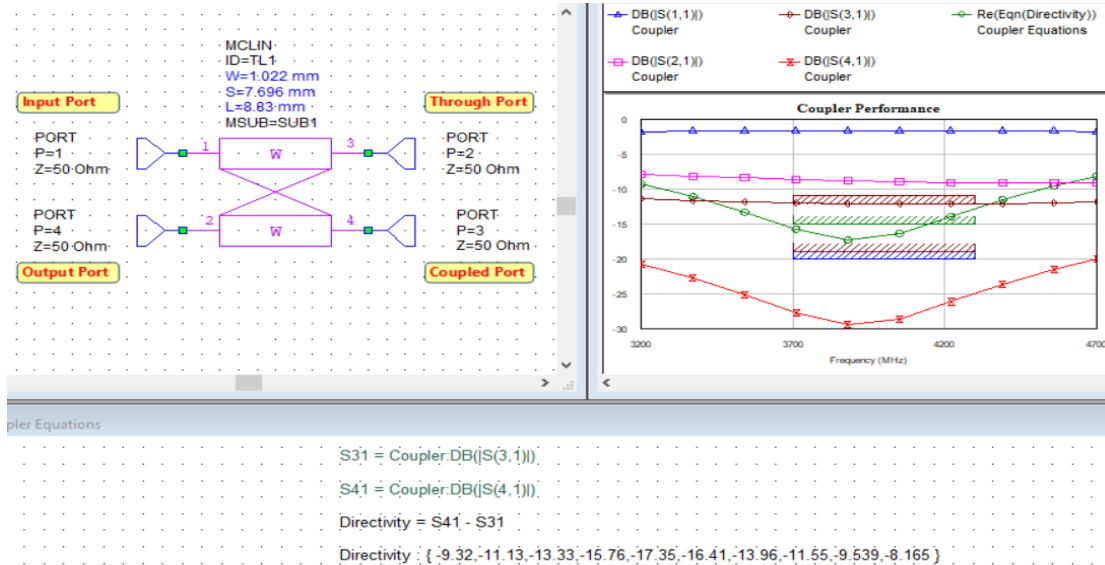 MCLIN
ID=TL1
W=1.022 mm
S=7.696 mm
L=8.83 mm
MSUB=SUB1
Input Port
Through Port
PORT
P=1
Z=50 Ohm
1
W
3
PORT
P=2
Z=50 Ohm
PORT
P=4
Z=50 Ohm
2
W
4
PORT
P=3
Z=50 Ohm
Output Port
Coupled Port
DB(|S(1,1)|)
Coupler
DB(|S(3,1)|)
Coupler
Re(Eqn(Directivity))
Coupler Equations
DB(|S(2,1)|)
Coupler
DB(|S(4,1)|)
Coupler
Coupler Performance
0
-5
-10
-15
-20
-25
-30
3200 3700 4200 4700
Frequency (MHz)
pler Equations
S31 = Coupler:DB(|S(3,1)|)
S41 = Coupler:DB(|S(4,1)|)
Directivity = S41 - S31
Directivity : { -9.32,-11.13,-13.33,-15.76,-17.35,-16.41,-13.96,-11.55,-9.539,-8.165 }